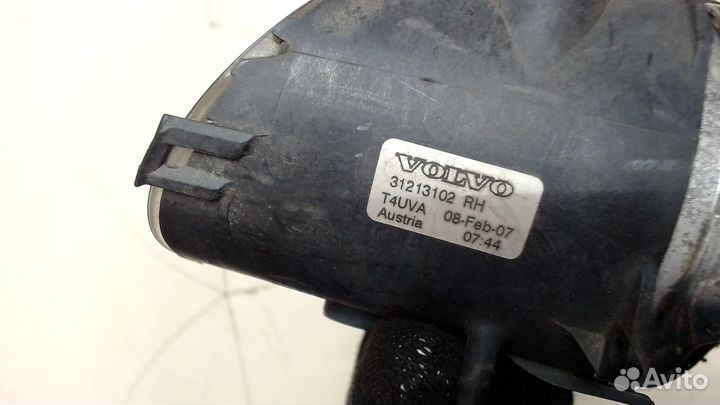 VOLVO
31213102 RH
T4UVA 08-Feb-07
Austria 07:44
Avito